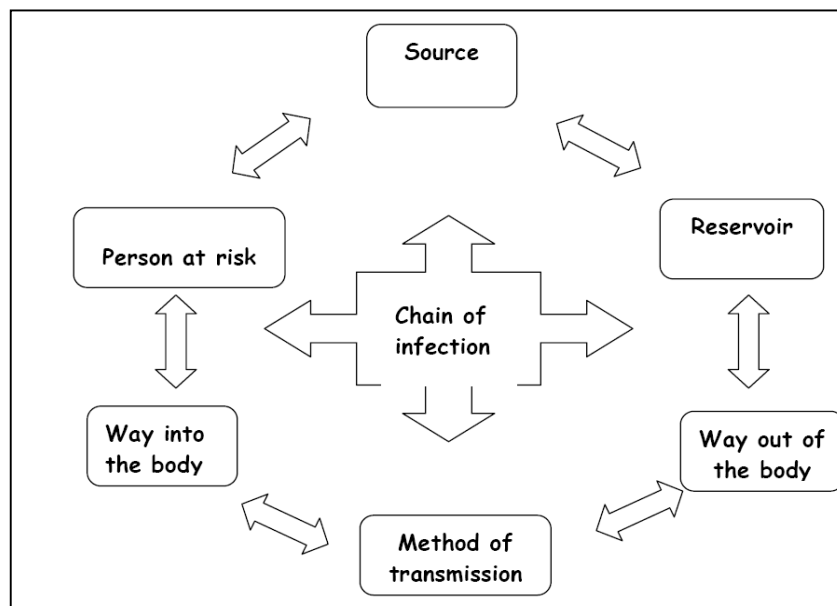 Source
Person at risk
Reservoir
Chain of
infection
Way into
the body
Way out of
the body
Method of
transmission